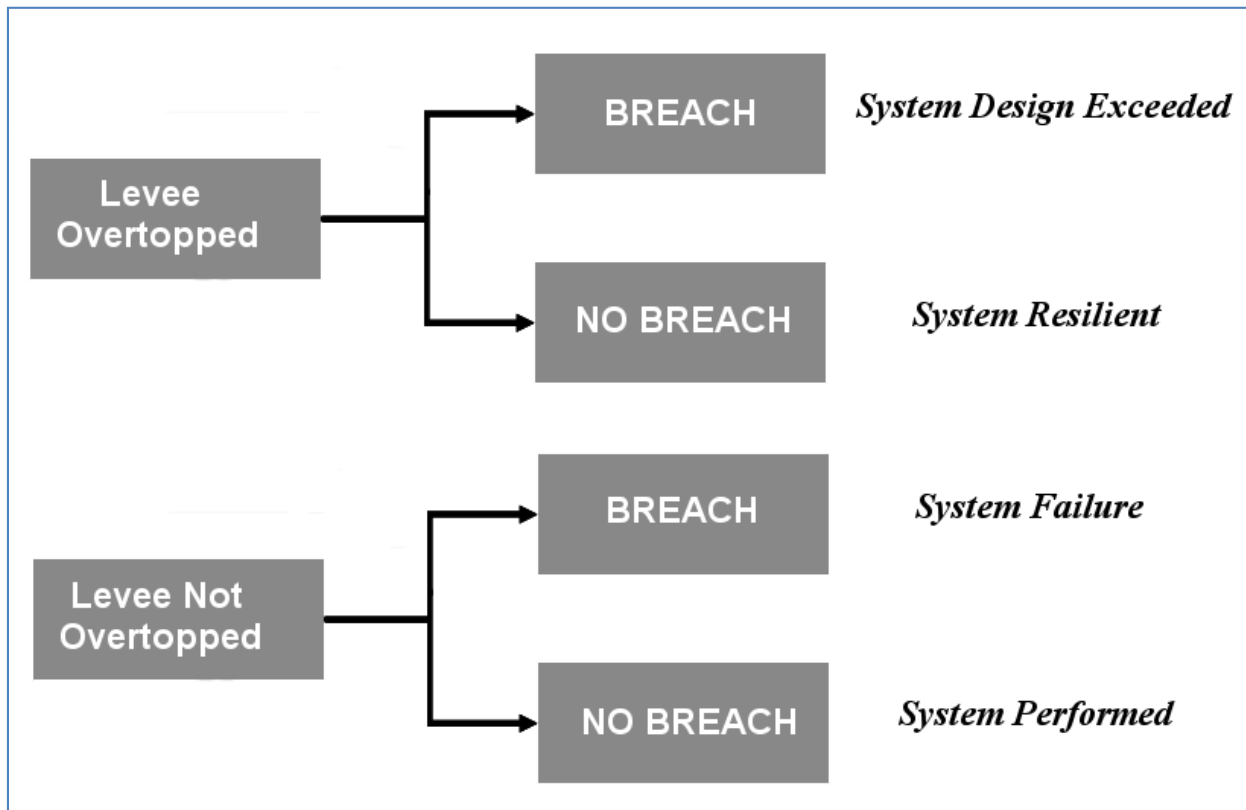 BREACH
System Design Exceeded
Levee
Overtopped
NO BREACH
System Resilient
BREACH
System Failure
Levee Not
Overtopped
NO BREACH
System Performed